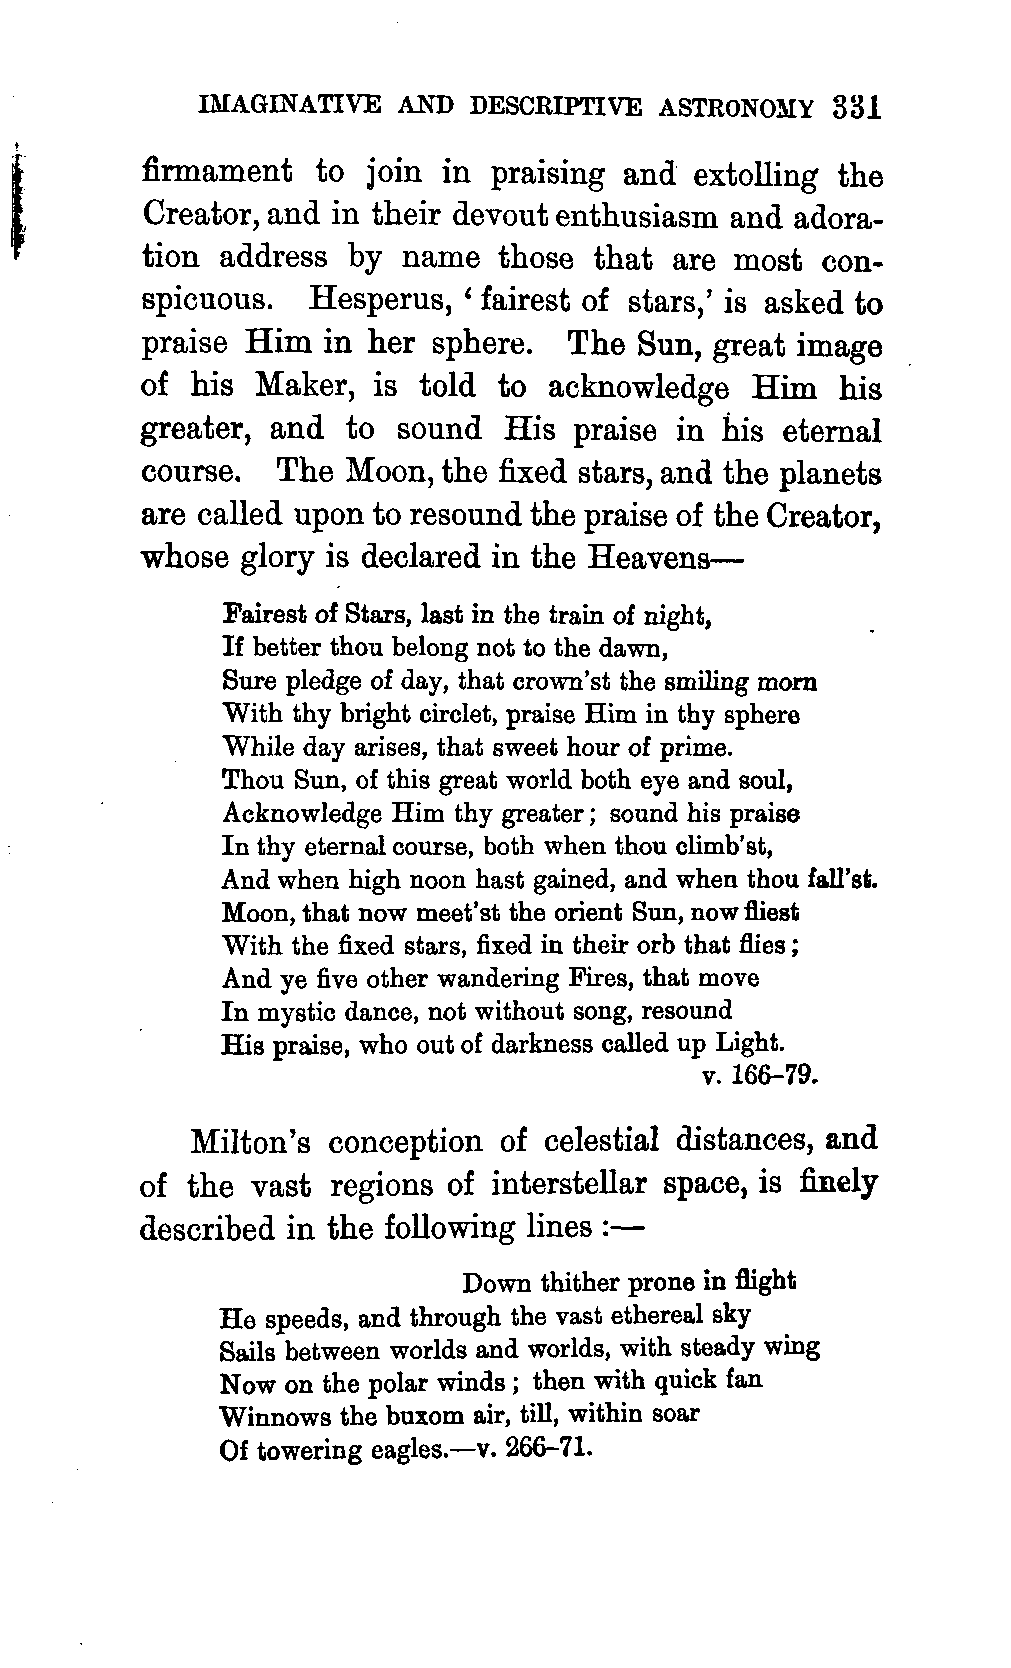 IMAGINATIVE AND DESCRIPTIVE ASTRONOMY 331
firmament to join in praising and extolling the
Creator, and in their devout enthusiasm and adora-
tion address by name those that are most con-
spicuous. Hesperus, ‘ fairest of stars,’ is asked to
praise Him in her sphere. The Sun, great image
of his Maker, is told to acknowledge Him his
greater, and to sound His praise in his eternal
course. The Moon, the fixed stars, and the planets
are called upon to resound the praise of the Creator,
whose glory is declared in the Heavens—
Fairest of Stars, last in the train of night,
If better thou belong not to the dawn,
Sure pledge of day, that crown’st the smiling morn
With thy bright circlet, praise Him in thy sphere
While day arises, that sweet hour of prime.
Thou Sun, of this great world both eye and soul,
Acknowledge Him thy greater ; sound his praise
In thy eternal course, both when thou climb’st,
And when high noon hast gained, and when thou fall’st.
Moon, that now meet’st the orient Sun, now fliest
With the fixed stars, fixed in their orb that flies ;
And ye five other wandering Fires, that move
In mystic dance, not without song, resound
His praise, who out of darkness called up Light.
v. 166–79.
Milton’s conception of celestial distances, and
of the vast regions of interstellar space, is finely
described in the following lines :—
Down thither prone in flight
He speeds, and through the vast ethereal sky
Sails between worlds and worlds, with steady wing
Now on the polar winds ; then with quick fan
Winnows the buxom air, till, within soar
Of towering eagles.—v. 266–71.